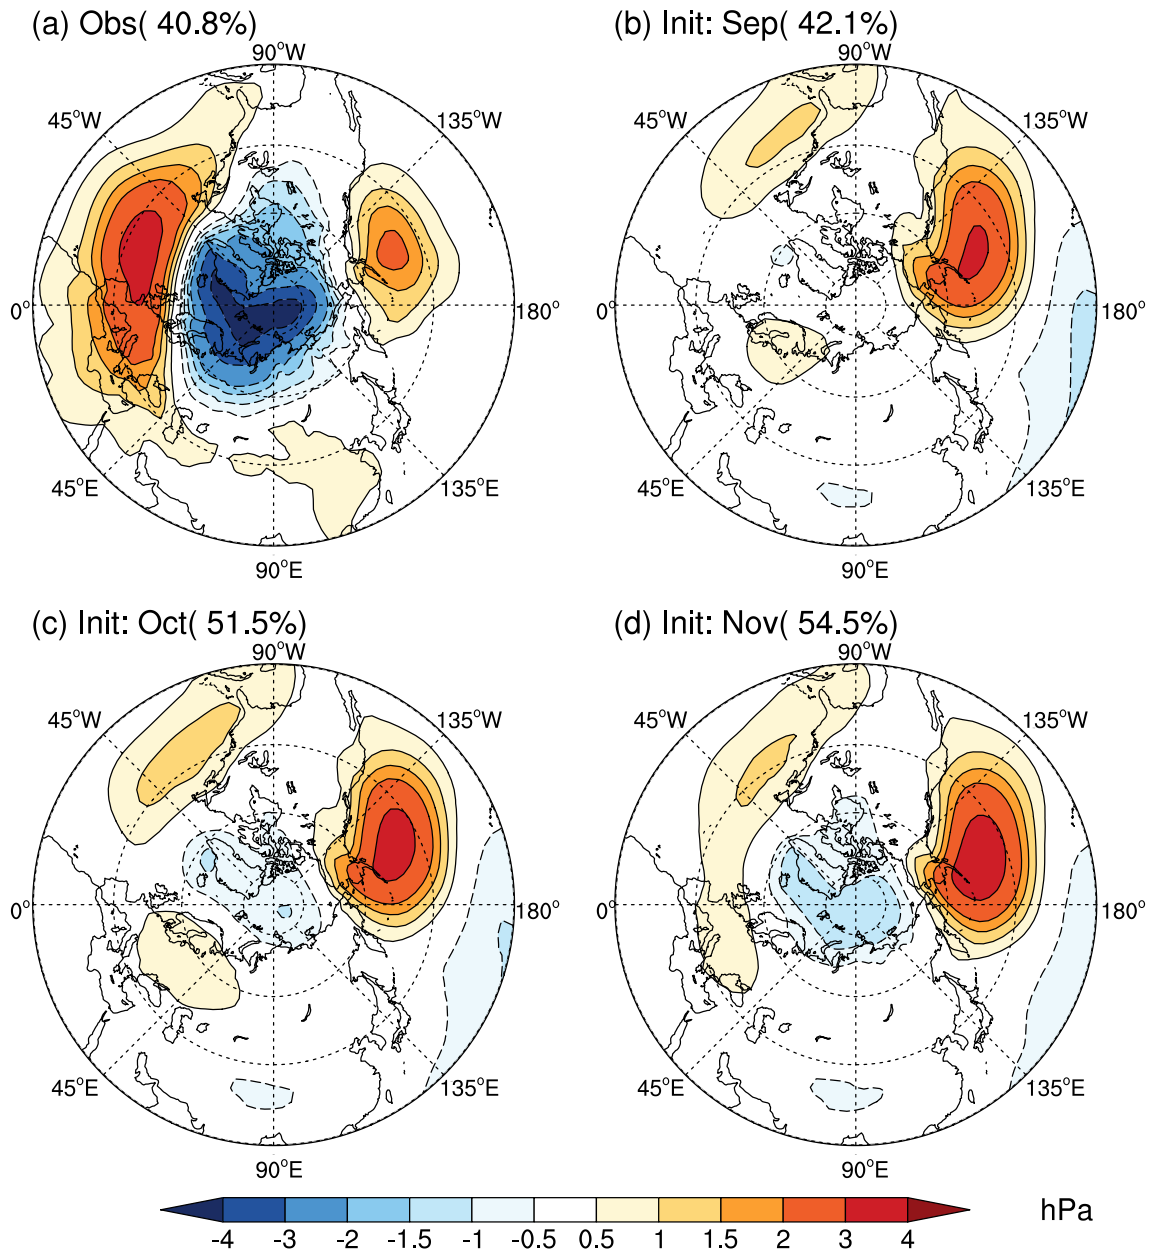 (a) Obs( 40.8%)
(b) Init: Sep( 42.1%)
90°W
90°W
45°W
135°W
45°W
135°W
0°
180°
0°
180°
45°E
135°E
45°E
135°E
90°E
90°E
(c) Init: Oct( 51.5%)
(d) Init: Nov( 54.5%)
90°W
90°W
45°W
135°W
45°W
135°W
0°
180°
0°
180°
45°E
135°E
45°E
135°E
90°E
90°E
hPa
-4 -3 -2 -1.5 -1 -0.5 0.5 1 1.5 2 3 4